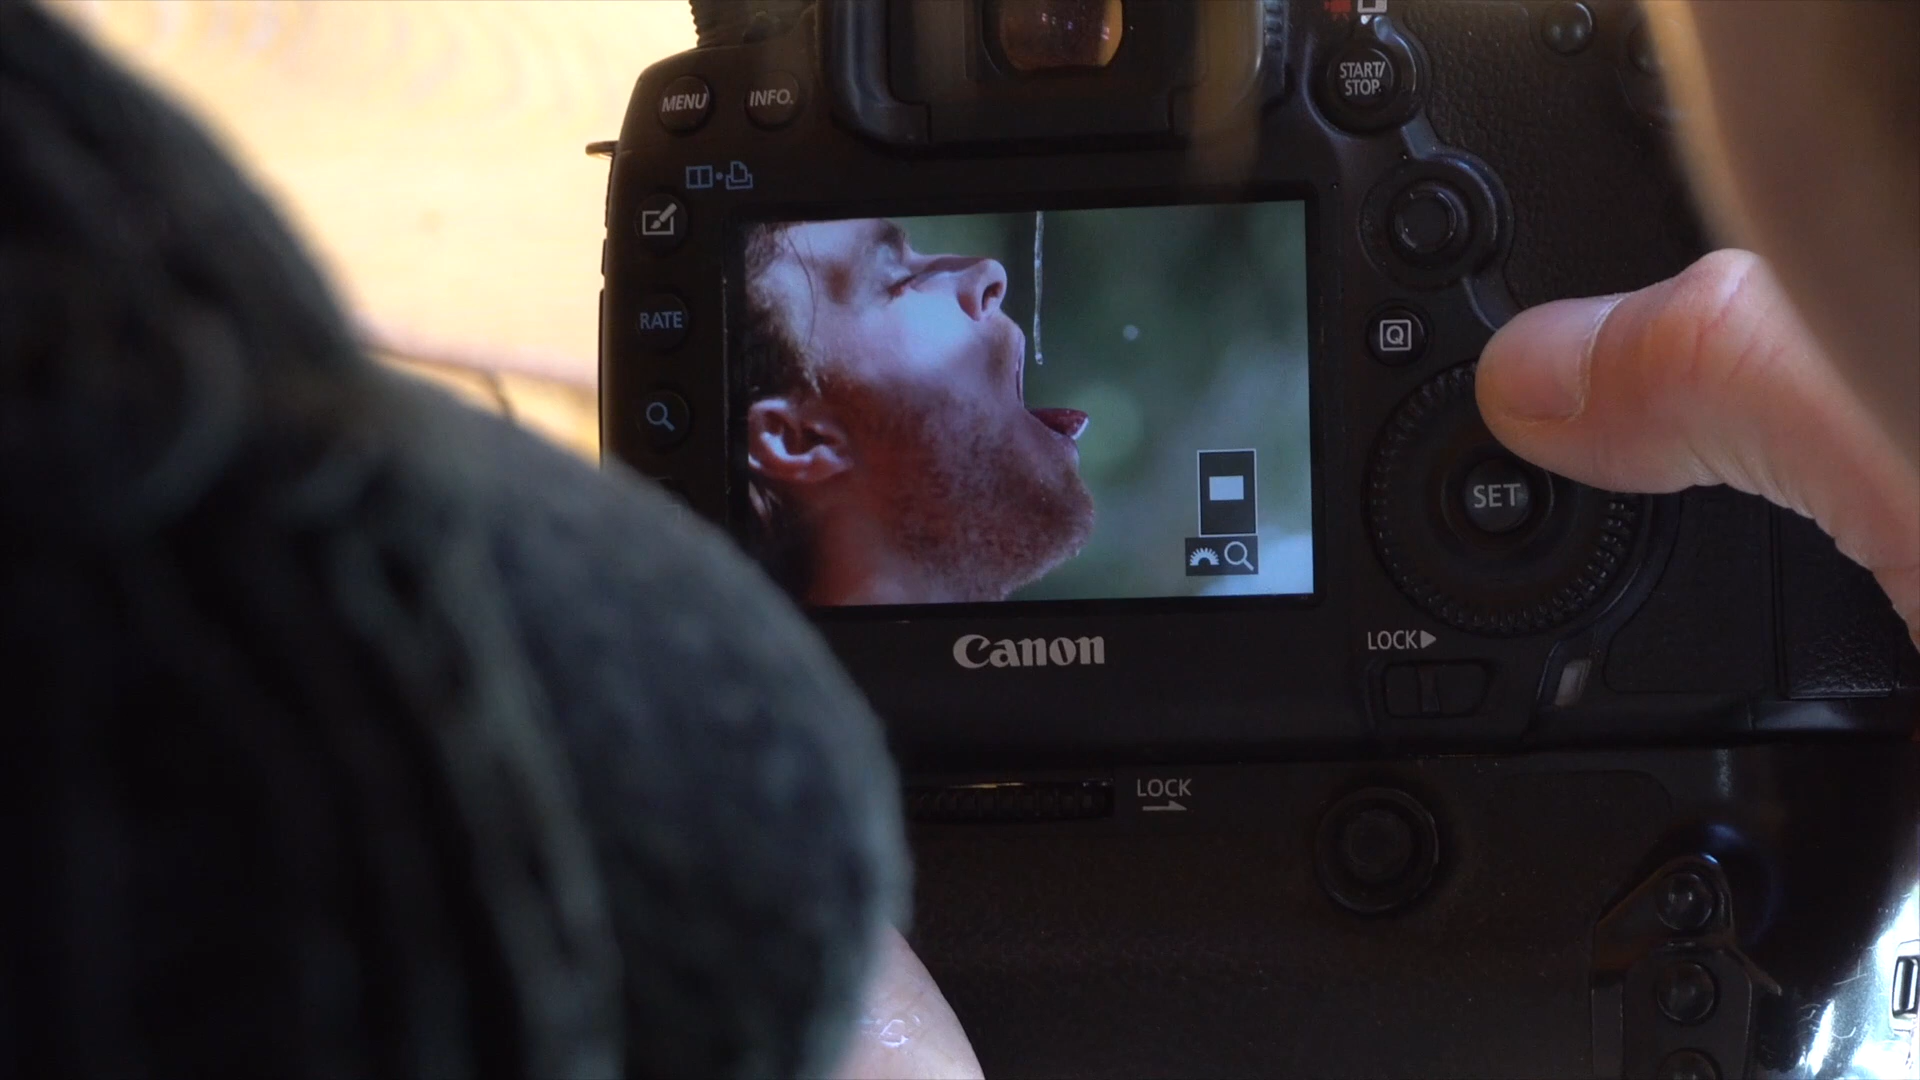 MENU INFO.
START/
STOP
RATE
Q
SET
Canon
LOCK
LOCK